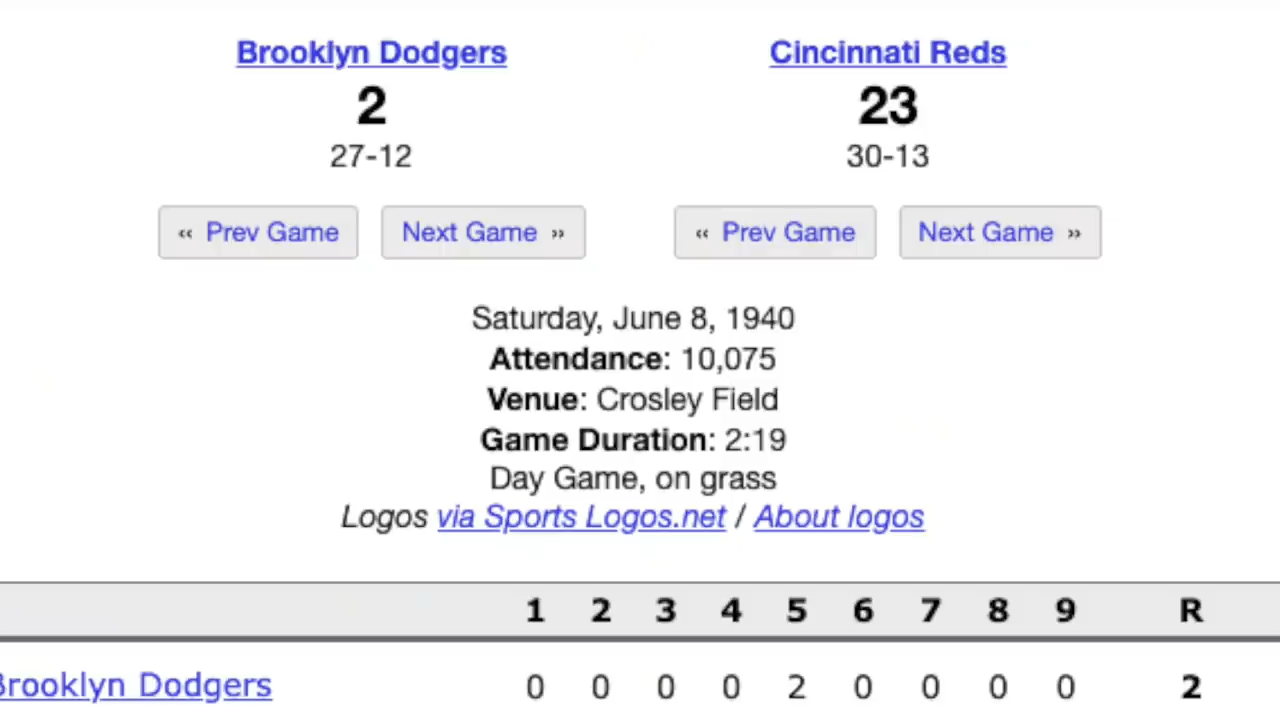 Brooklyn Dodgers Cincinnati Reds
2 23
27-12 30-13
‹‹ Prev Game Next Game ›› ‹‹ Prev Game Next Game ››
Saturday, June 8, 1940
Attendance: 10,075
Venue: Crosley Field
Game Duration: 2:19
Day Game, on grass
Logos via Sports Logos.net / About logos
1 2 3 4 5 6 7 8 9 R
Brooklyn Dodgers 0 0 0 0 2 0 0 0 0 2